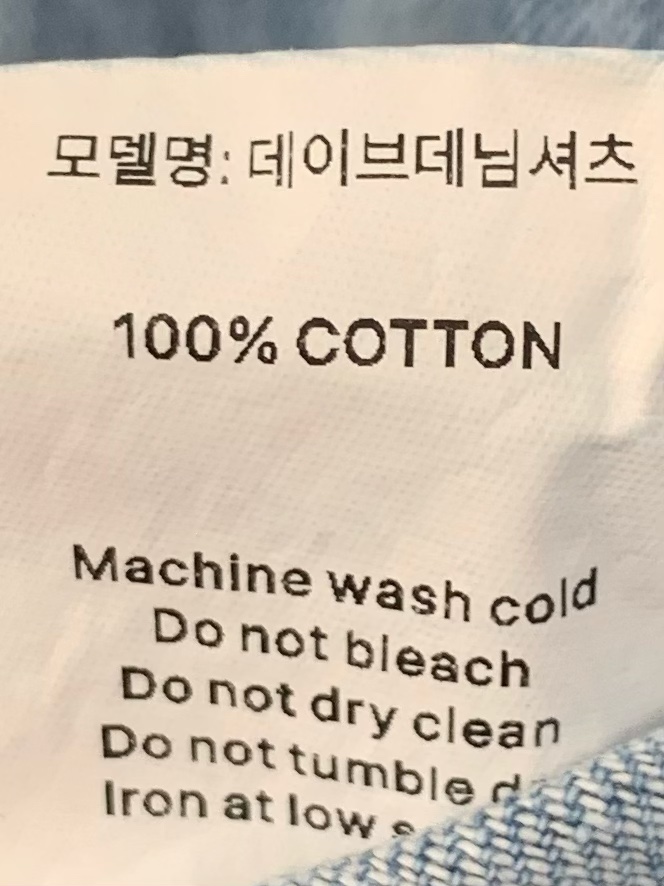 모델명: 데이브데님셔츠
100% COTTON
Machine wash cold
Do not bleach
Do not dry clean
Do not tumble
Iron at low